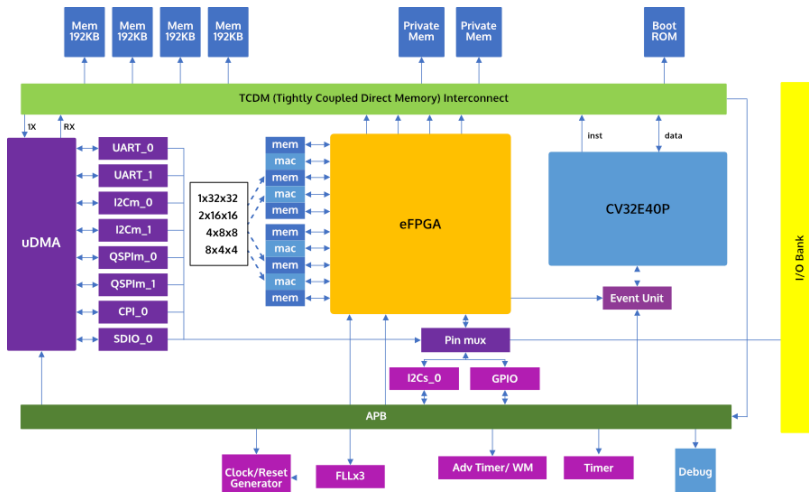 Mem
192KB
Mem
192KB
Mem
192KB
Mem
192KB
Private
Mem
Private
Mem
Boot
ROM
TCDM (Tightly Coupled Direct Memory) Interconnect
TX
RX
inst
data
uDMA
UART_0
UART_1
I2Cm_0
I2Cm_1
QSPIm_0
QSPIm_1
CPI_0
SDIO_0
1x32x32
2x16x16
4x8x8
8x4x4
mem
mac
mem
mac
mem
mem
mac
mem
mac
mem
eFPGA
CV32E40P
Event Unit
I/O Bank
Pin mux
I2Cs_0
GPIO
APB
Clock/Reset
Generator
FLLx3
Adv Timer/ WM
Timer
Debug